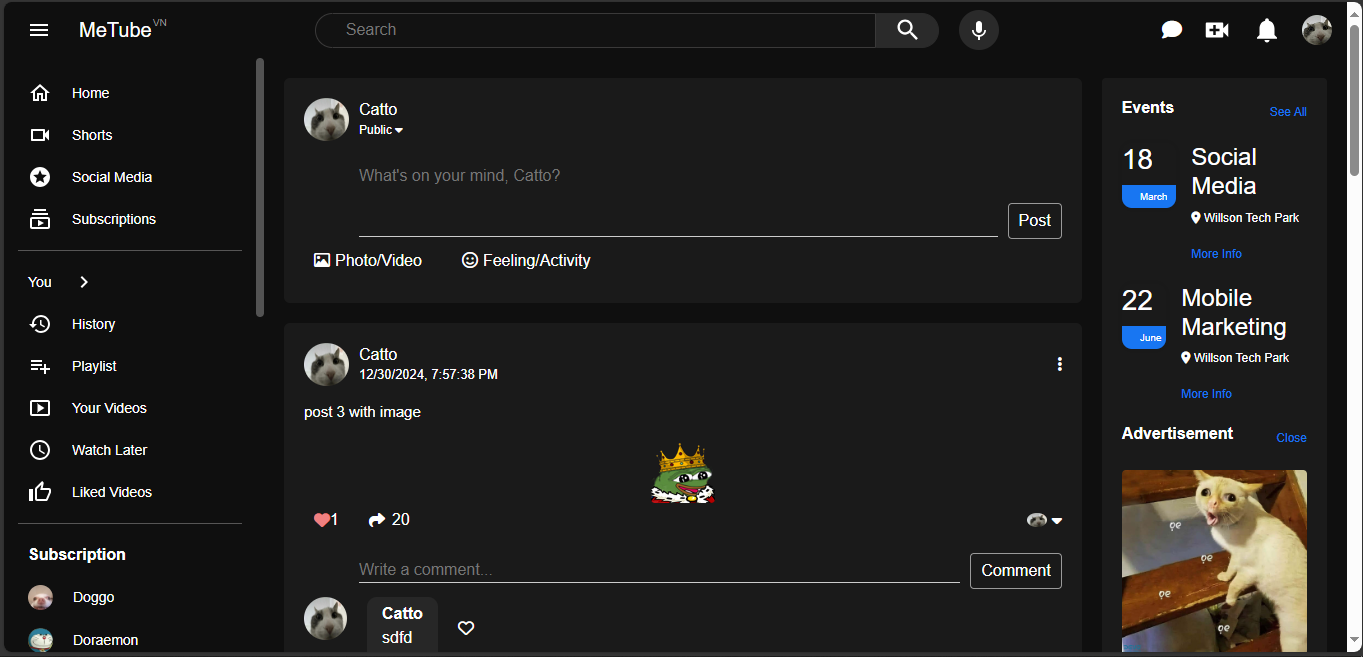 MeTube VN
Search
Home
Shorts
Social Media
Subscriptions
You
History
Playlist
Your Videos
Watch Later
Liked Videos
Subscription
Doggo
Doraemon
Catto
Public
What's on your mind, Catto?
Post
Photo/Video
Feeling/Activity
Catto
12/30/2024, 7:57:38 PM
post 3 with image
1
20
Write a comment...
Comment
Catto
sdfd
Events
See All
18
March
Social
Media
Willson Tech Park
More Info
22
June
Mobile
Marketing
Willson Tech Park
More Info
Advertisement
Close